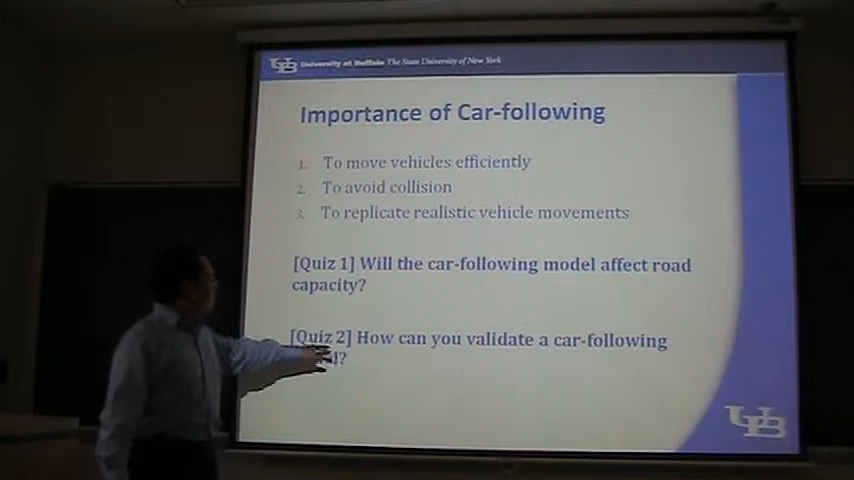 UB University at Buffalo The State University of New York
Importance of Car-following
1. To move vehicles efficiently
2. To avoid collision
3. To replicate realistic vehicle movements
[Quiz 1] Will the car-following model affect road
capacity?
[Quiz 2] How can you validate a car-following
?
UB